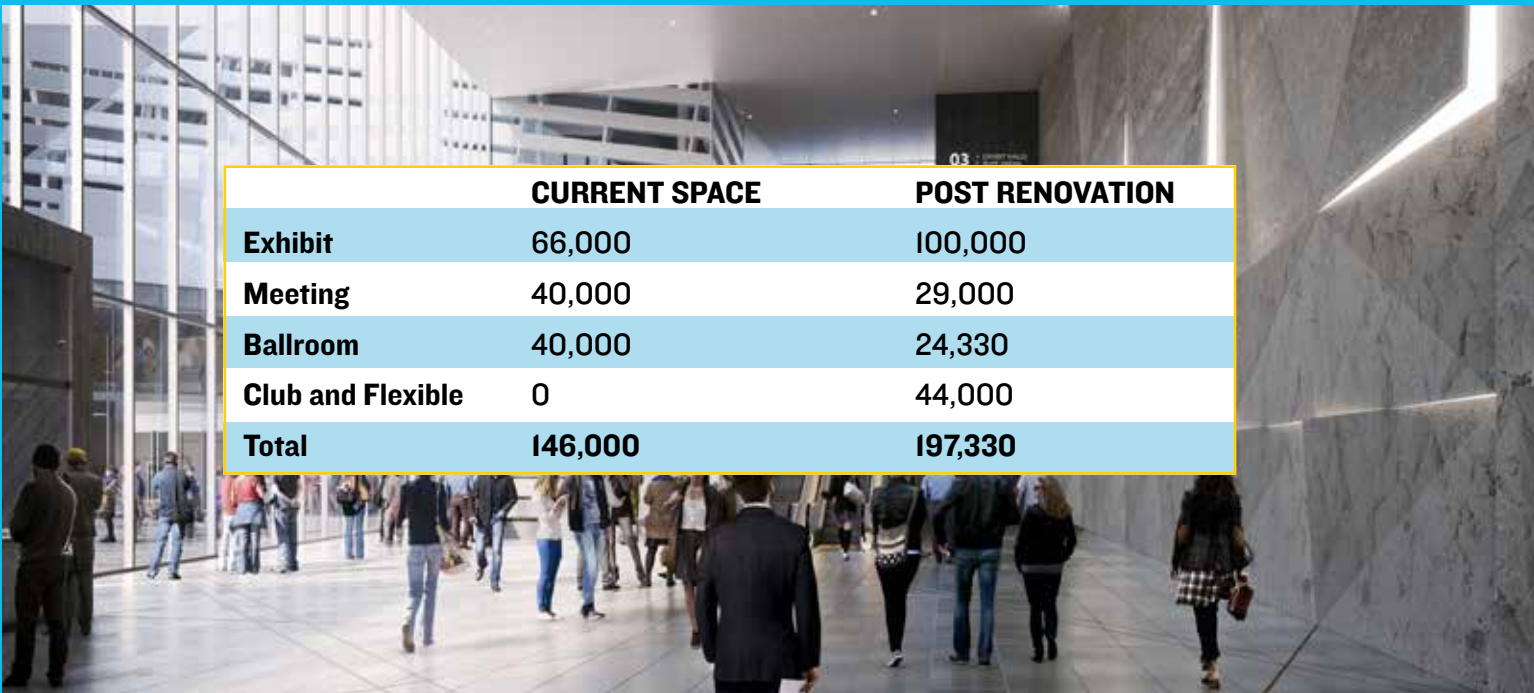 03
CURRENT SPACE POST RENOVATION
Exhibit 66,000 100,000
Meeting 40,000 29,000
Ballroom 40,000 24,330
Club and Flexible 0 44,000
Total 146,000 197,330